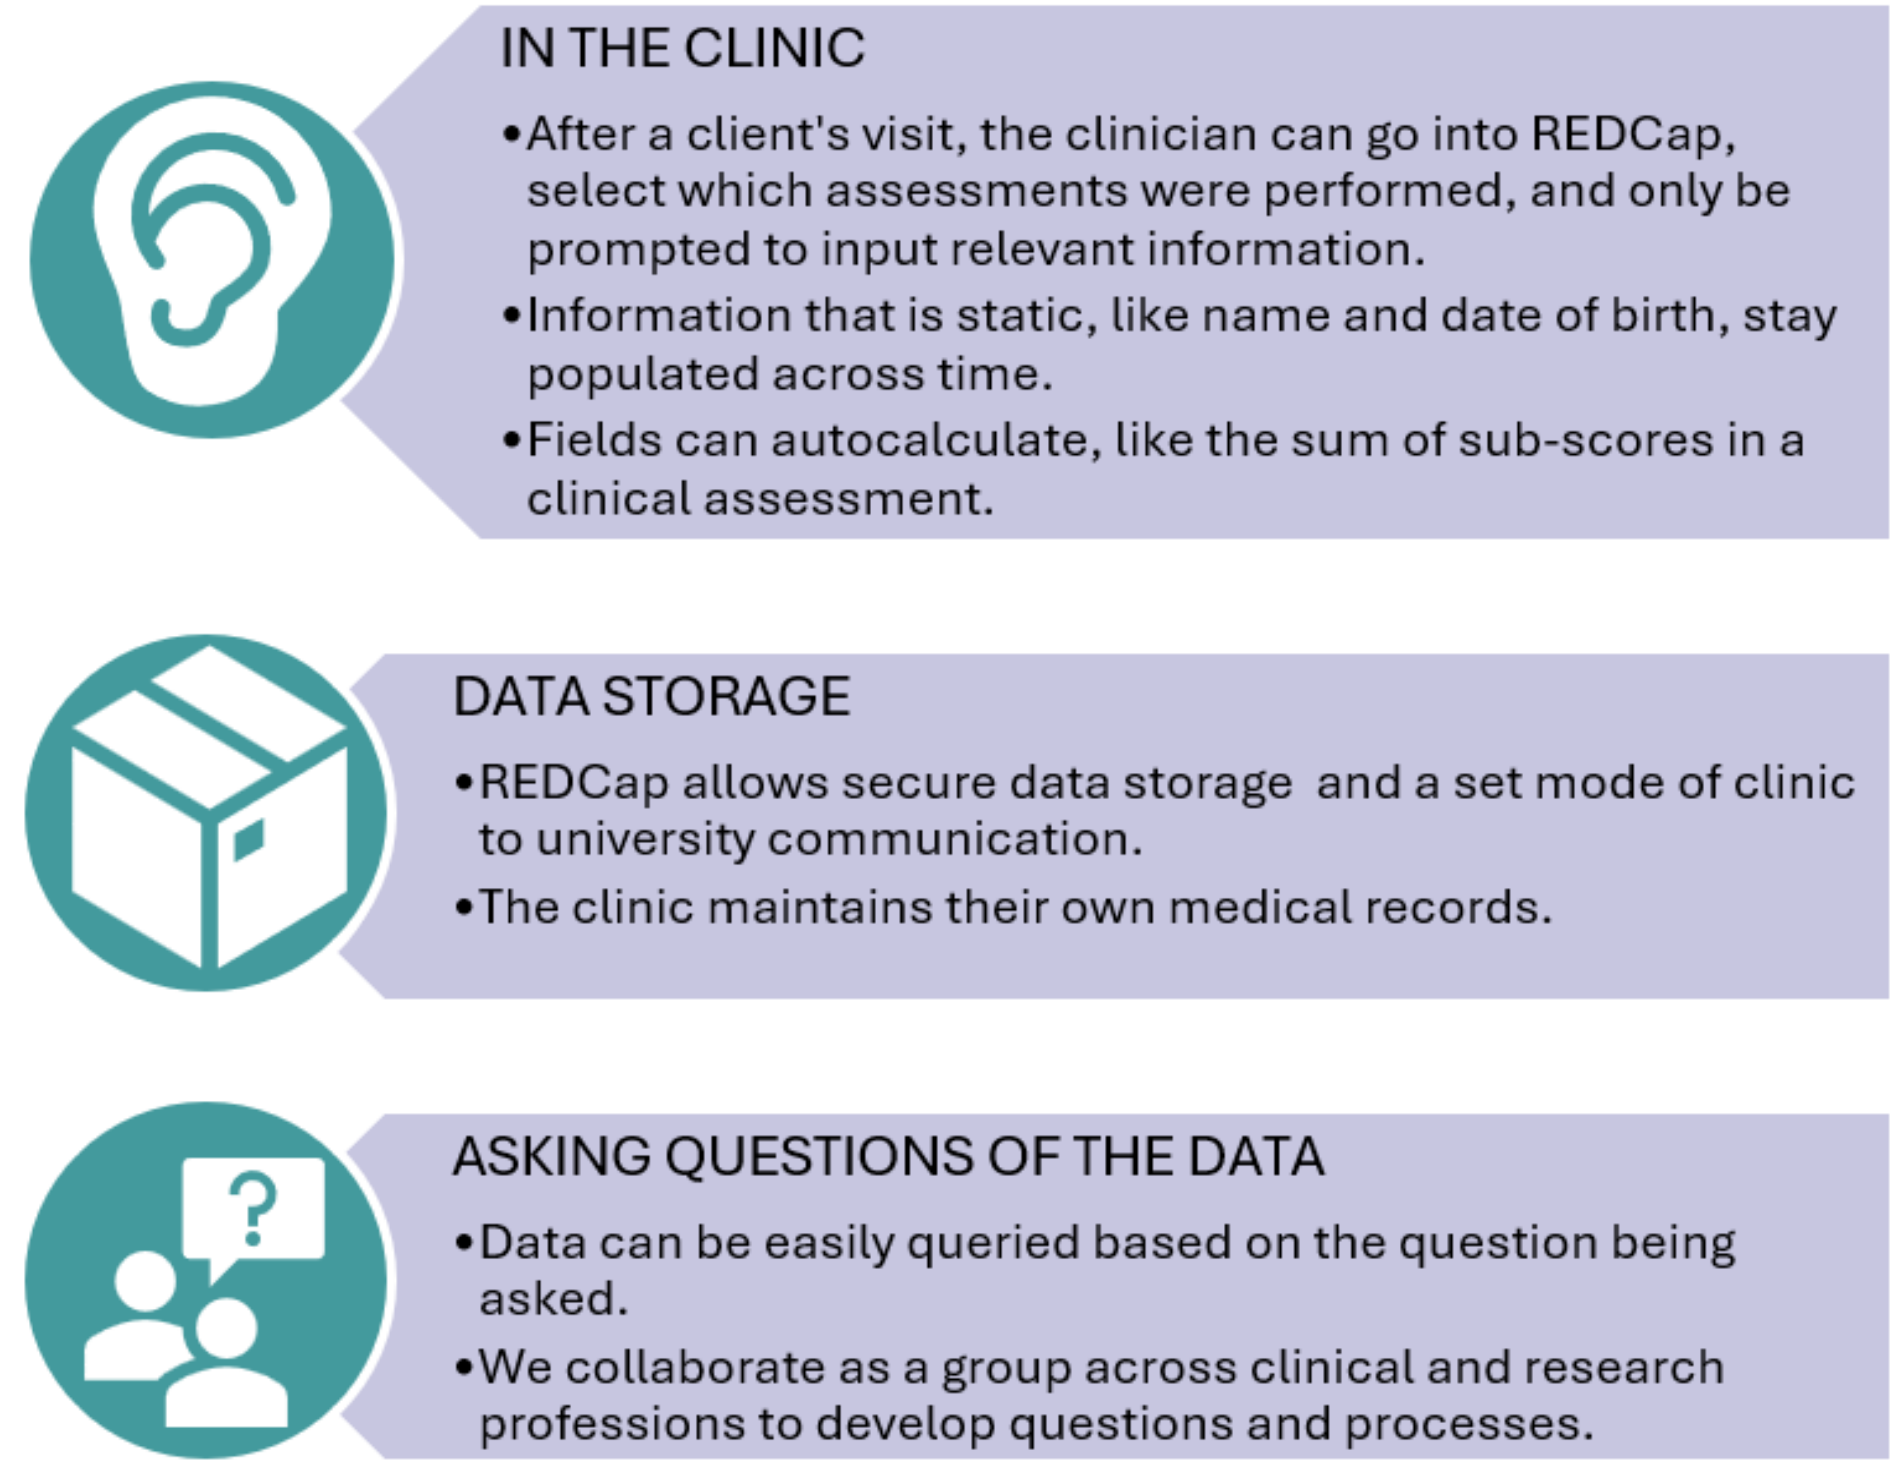 IN THE CLINIC
•After a client's visit, the clinician can go into REDCap,
select which assessments were performed, and only be
prompted to input relevant information.
•Information that is static, like name and date of birth, stay
populated across time.
•Fields can autocalculate, like the sum of sub-scores in a
clinical assessment.
DATA STORAGE
•REDCap allows secure data storage  and a set mode of clinic
to university communication.
•The clinic maintains their own medical records.
?
ASKING QUESTIONS OF THE DATA
•Data can be easily queried based on the question being
asked.
•We collaborate as a group across clinical and research
professions to develop questions and processes.